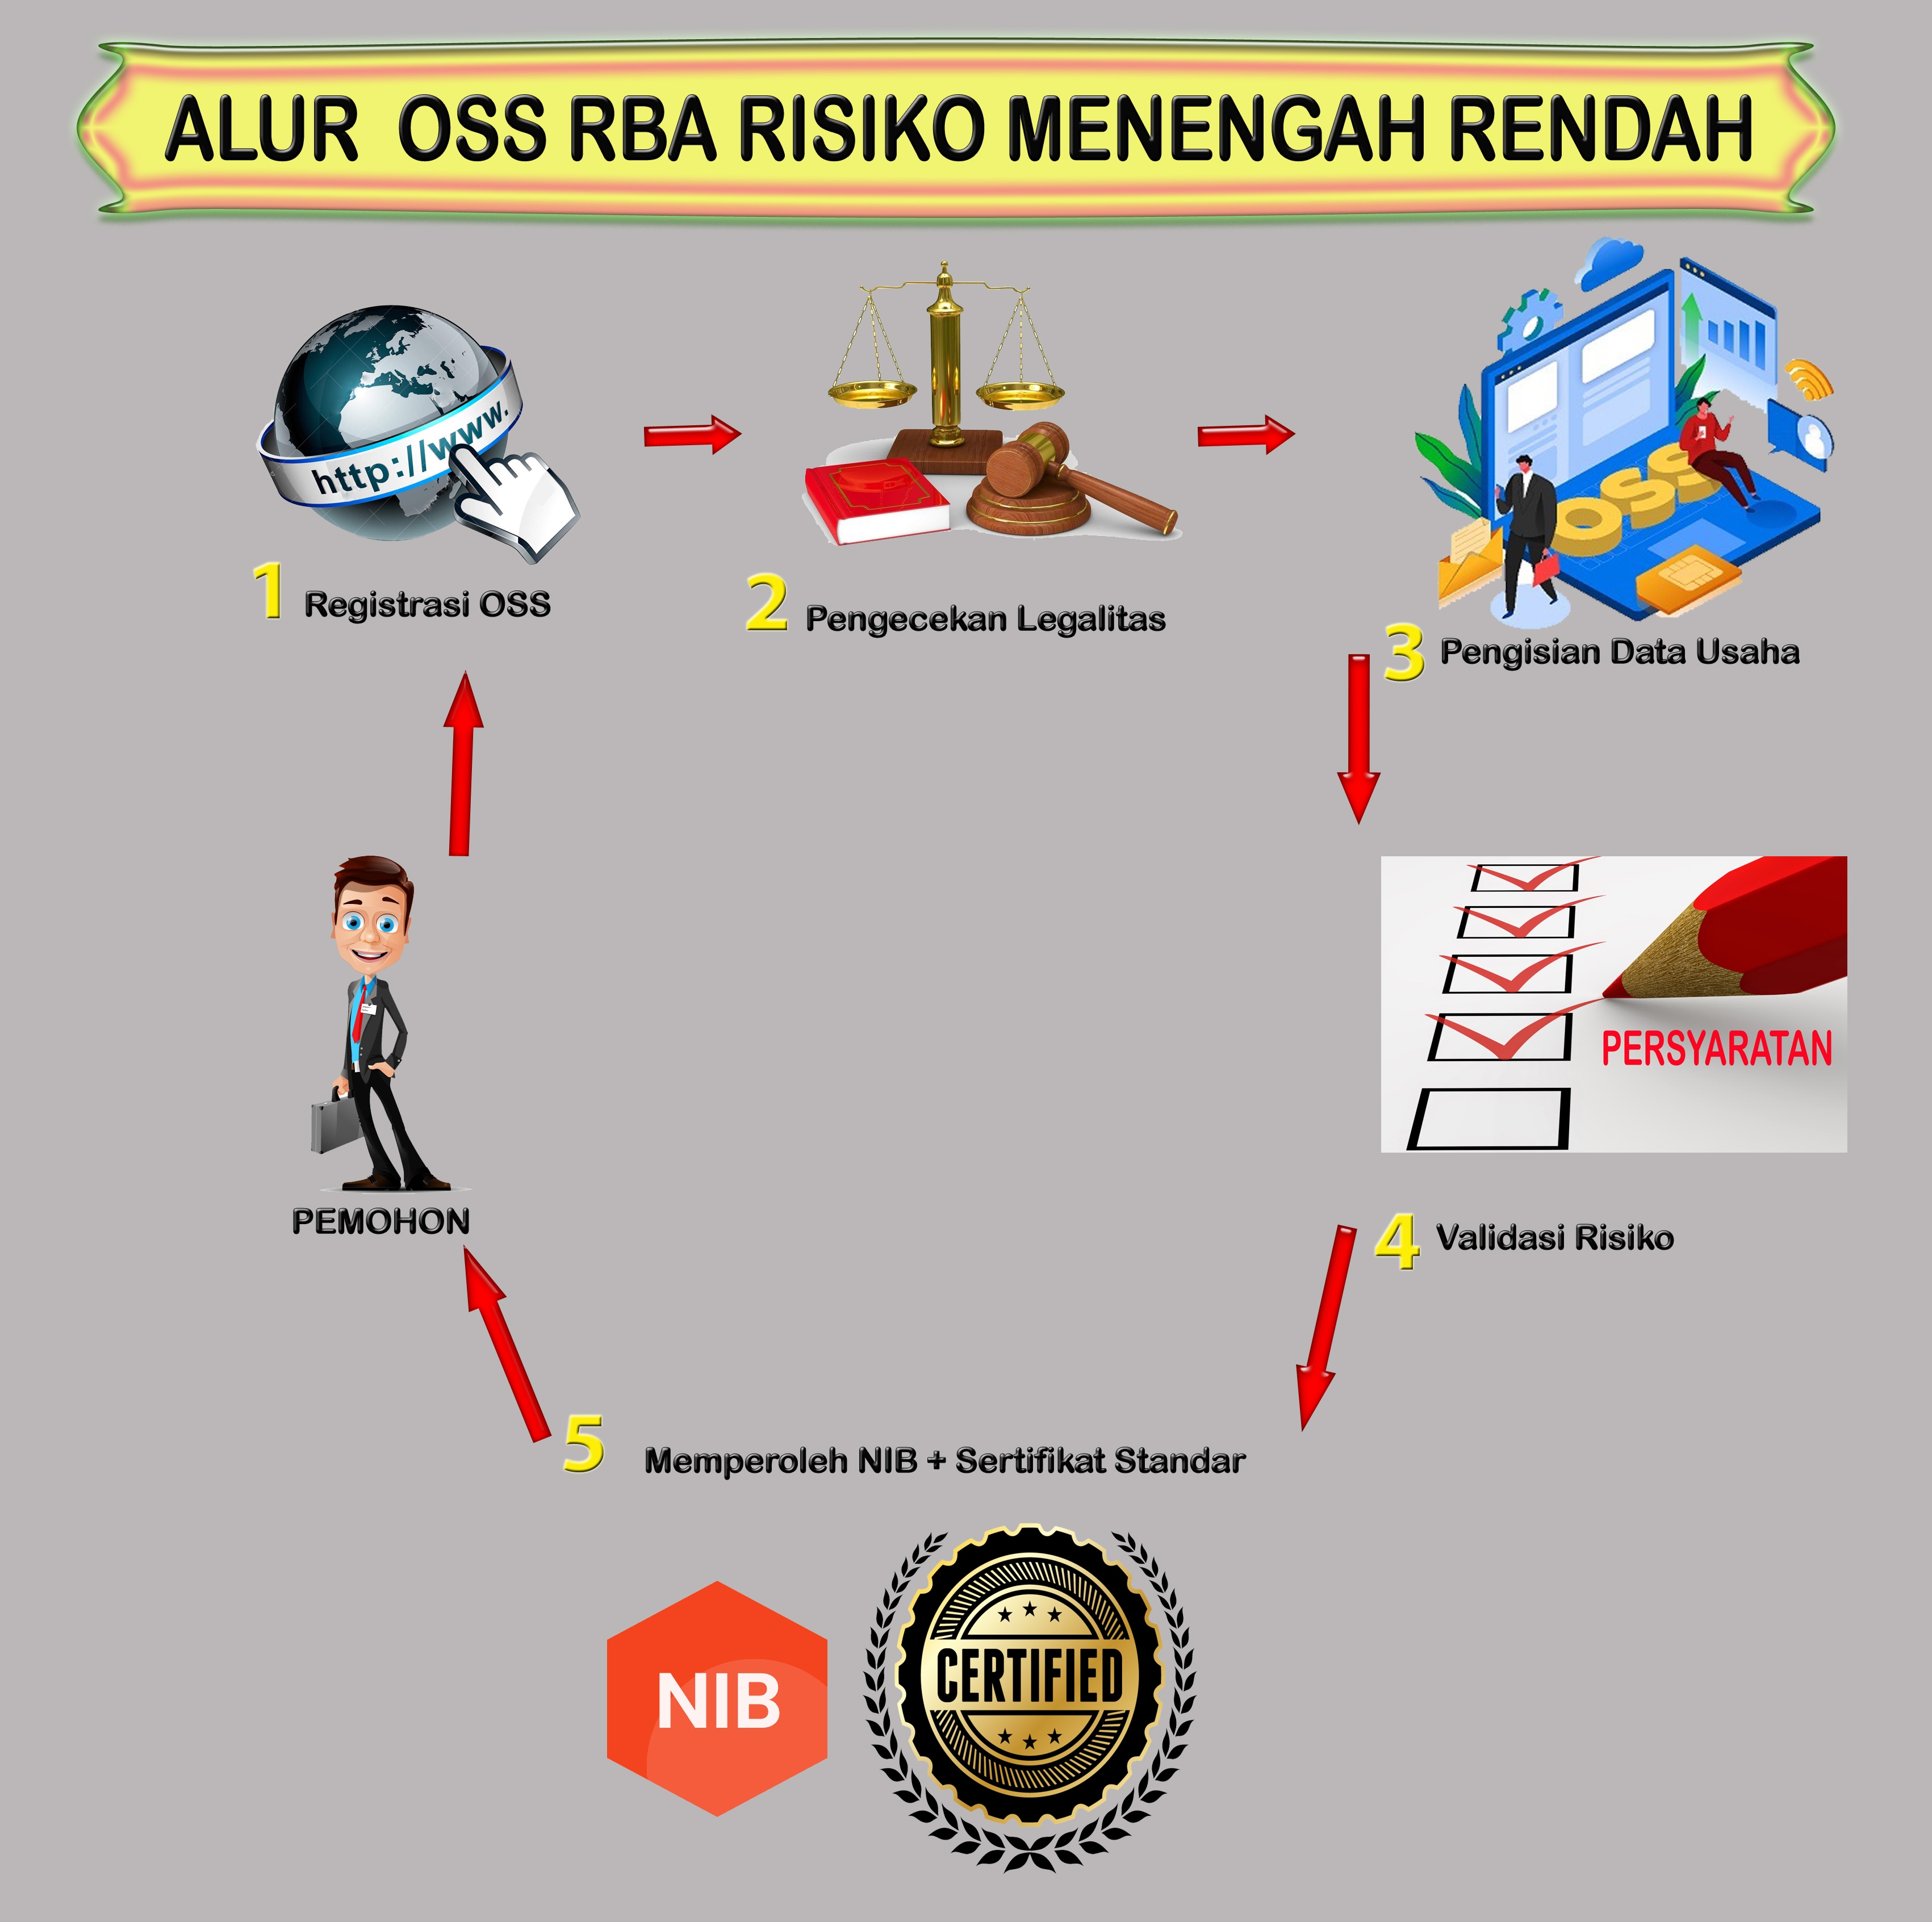 ALUR OSS RBA RISIKO MENENGAH RENDAH
http://www.
OSS
1 Registrasi OSS
2 Pengecekan Legalitas
3 Pengisian Data Usaha
PERSYARATAN
PEMOHON
4 Validasi Risiko
5 Memperoleh NIB + Sertifikat Standar
NIB
CERTIFIED